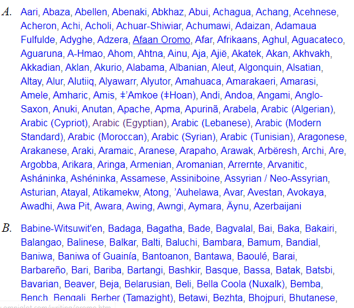 A. Aari, Abaza, Abellen, Abenaki, Abkhaz, Abui, Achagua, Achang, Acehnese,
Acheron, Achi, Acholi, Achuar-Shiwiar, Achumawi, Adaizan, Adamaua
Fulfulde, Adyghe, Adzera, Afaan Oromo, Afar, Afrikaans, Aghul, Aguacateco,
Aguaruna, A-Hmao, Ahom, Ahtna, Ainu, Aja, Ajië, Akatek, Akan, Akhvakh,
Akkadian, Aklan, Akurio, Alabama, Albanian, Aleut, Algonquin, Alsatian,
Altay, Alur, Alutiiq, Alyawarr, Alyutor, Amahuaca, Amarakaeri, Amarasi,
Amele, Amharic, Amis, ǂʼAmkoe (ǂHoan), Andi, Andoa, Angami, Anglo-
Saxon, Anuki, Anutan, Apache, Apma, Apurinã, Arabela, Arabic (Algerian),
Arabic (Cypriot), Arabic (Egyptian), Arabic (Lebanese), Arabic (Modern
Standard), Arabic (Moroccan), Arabic (Syrian), Arabic (Tunisian), Aragonese,
Arakanese, Araki, Aramaic, Aranese, Arapaho, Arawak, Arbëresh, Archi, Are,
Argobba, Arikara, Aringa, Armenian, Aromanian, Arrernte, Arvanitic,
Asháninka, Ashéninka, Assamese, Assiniboine, Assyrian / Neo-Assyrian,
Asturian, Atayal, Atikamekw, Atong, ʼAuhelawa, Avar, Avestan, Avokaya,
Awadhi, Awa Pit, Awara, Awing, Awngi, Aymara, Äynu, Azerbaijani
B. Babine-Witsuwit'en, Badaga, Bagatha, Bade, Bagvalal, Bai, Baka, Bakairi,
Balangao, Balinese, Balkar, Balti, Baluchi, Bambara, Bamum, Bandial,
Baniwa, Baniwa of Guainía, Bantoanon, Bantawa, Baoulé, Barai,
Barbareño, Bari, Bariba, Bartangi, Bashkir, Basque, Bassa, Batak, Batsbi,
Bavarian, Beaver, Beja, Belarusian, Beli, Bella Coola (Nuxalk), Bemba,
Bench, Bengali, Berber (Tamazight), Betawi, Bezhta, Bhojpuri, Bhutanese,